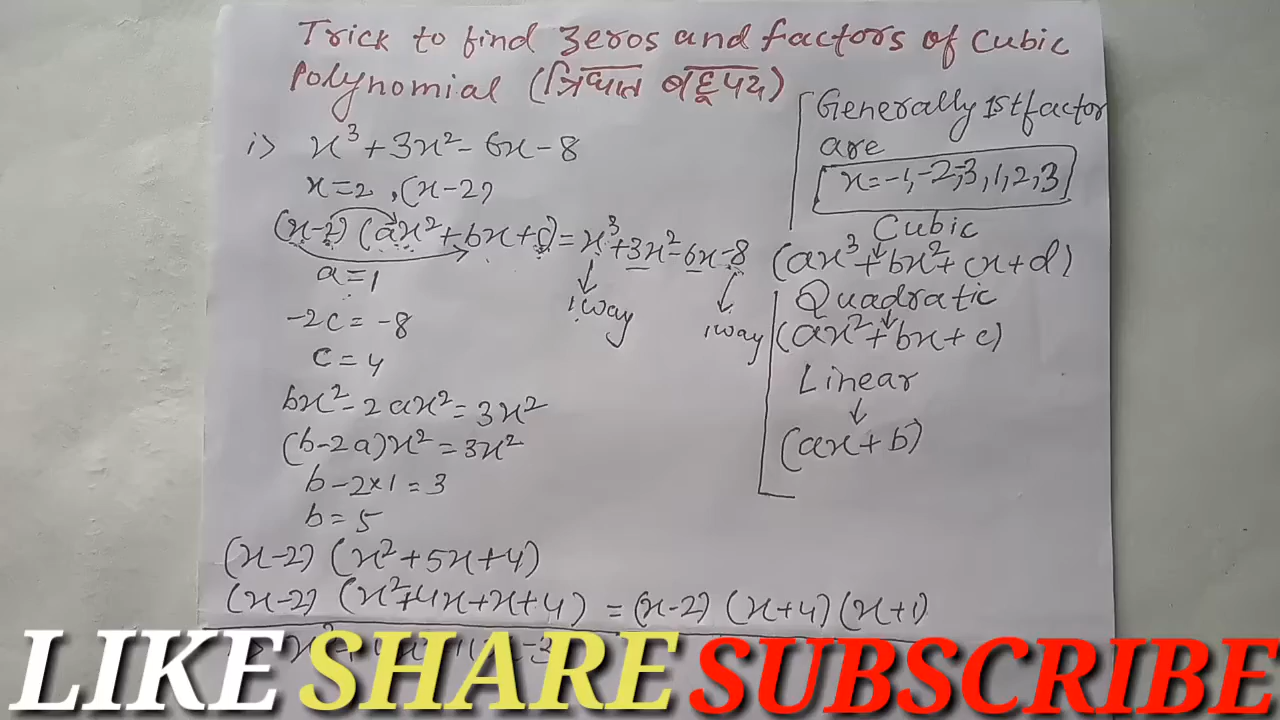 Trick to find zeros and factors of cubic
Polynomial (त्रिघात बहूपद)
i> x³+3x²-6x-8
x=2, (x-2)
(x-2) (ax²+bx+c)=x³+3x²-6x-8
1way
1way
a=1
-2c=-8
c=4
bx²-2ax²=3x²
(b-2a)x²=3x²
b-2×1=3
b=5
(x-2) (x²+5x+4)
(x-2) (x²+4x+x+4) = (x-2) (x+4) (x+1)
Generally 1st factor
are
x=-1,-2,-3,1,2,3
Cubic
(ax³+bx²+cx+d)
Quadratic
(ax²+bx+c)
Linear
(ax+b)
LIKE SHARE SUBSCRIBE